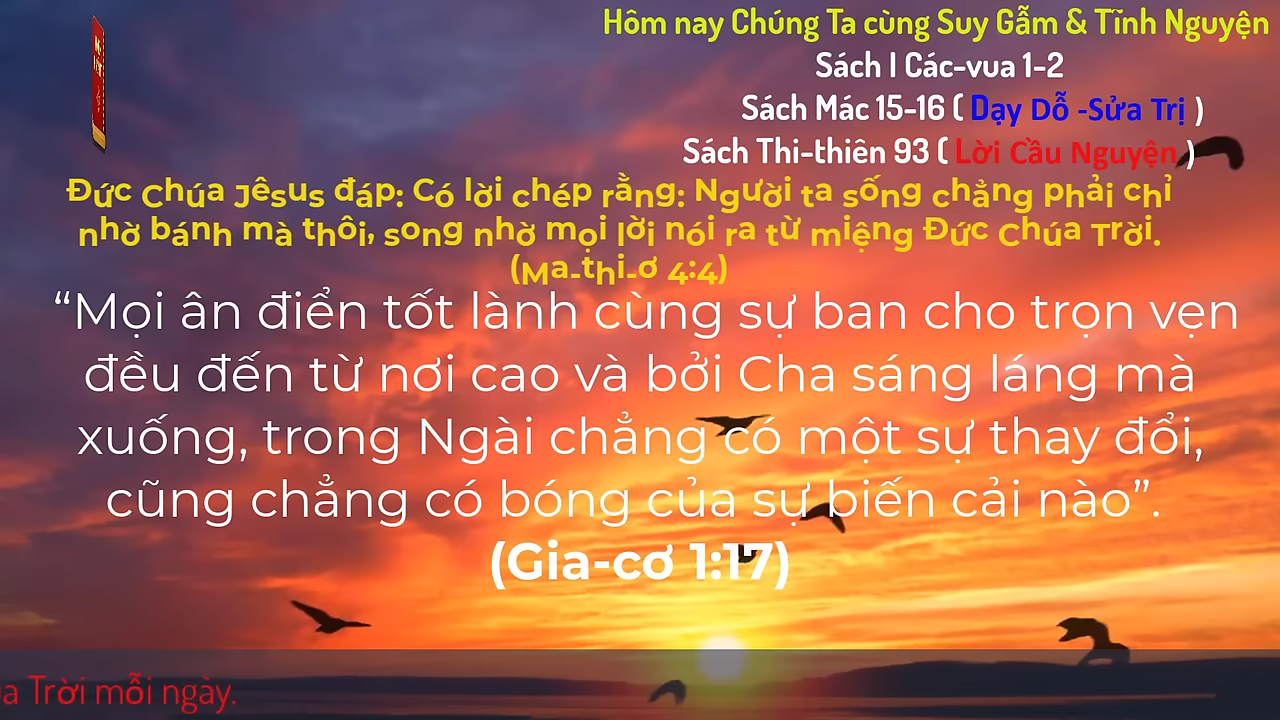 Hôm nay Chúng Ta cùng Suy Gẫm & Tĩnh Nguyện
Sách I Các-vua 1-2
Sách Mác 15-16 ( Dạy Dỗ -Sửa Trị )
Sách Thi-thiên 93 ( Lời Cầu Nguyện )
Đức Chúa Jêsus đáp: Có lời chép rằng: Người ta sống chẳng phải chỉ
nhờ bánh mà thôi, song nhờ mọi lời nói ra từ miệng Đức Chúa Trời.
(Ma-thi-ơ 4:4)
“Mọi ân điển tốt lành cùng sự ban cho trọn vẹn
đều đến từ nơi cao và bởi Cha sáng láng mà
xuống, trong Ngài chẳng có một sự thay đổi,
cũng chẳng có bóng của sự biến cải nào”.
(Gia-cơ 1:17)
Trời mỗi ngày.